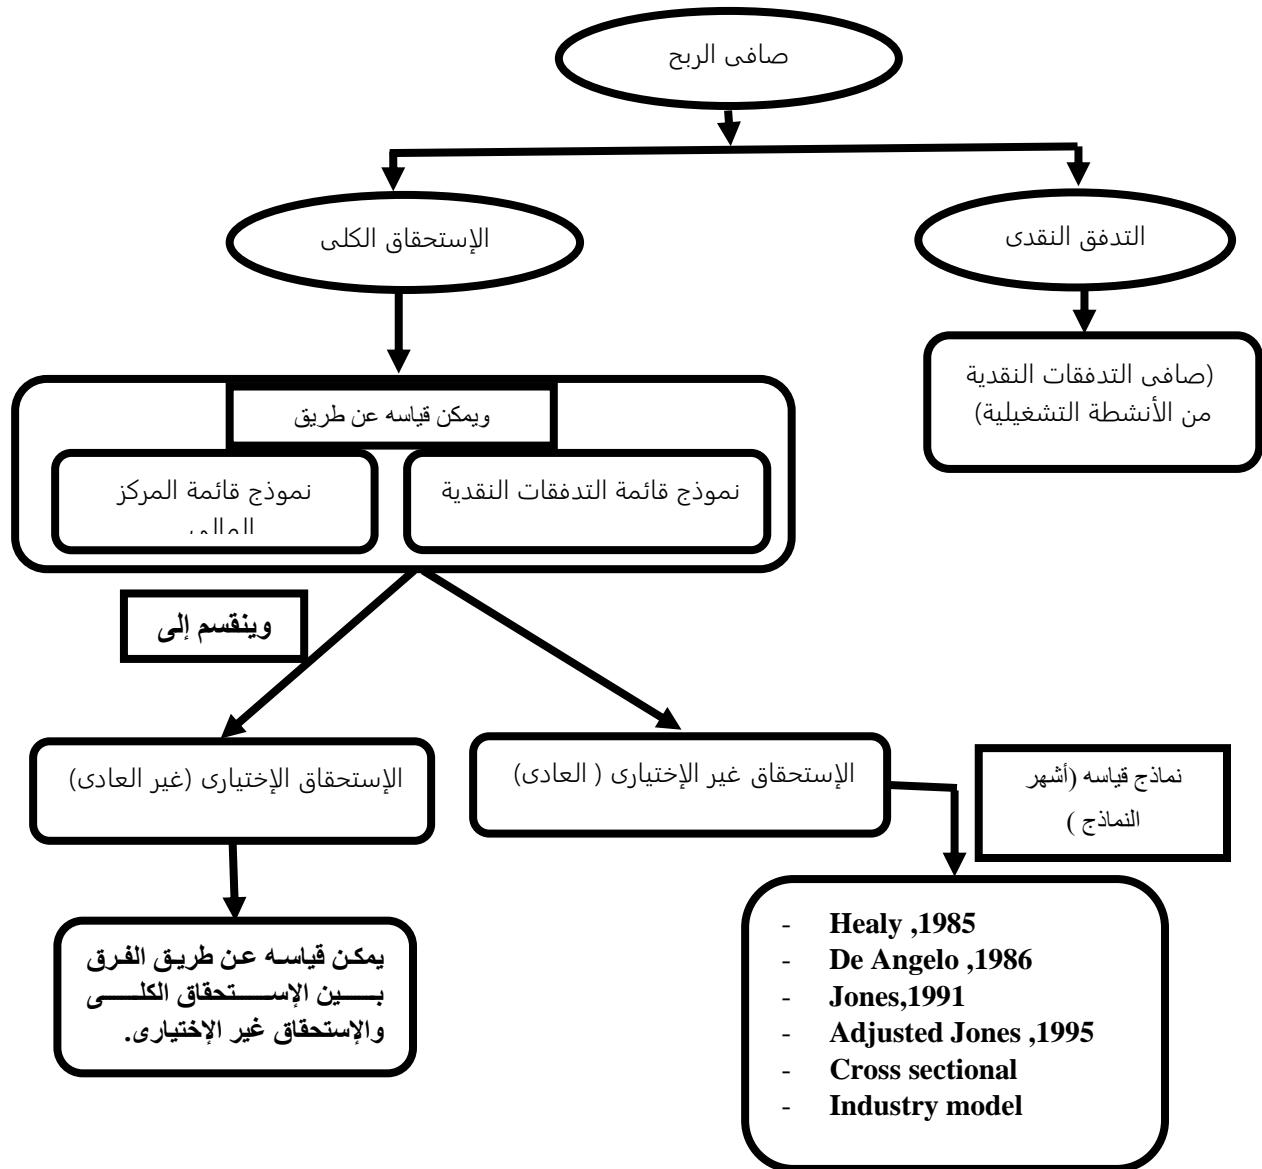 صافى الربح
التدفق النقدى
الإستحقاق الكلى
(صافى التدفقات النقدية
من الأنشطة التشغيلية)
ويمكن قياسه عن طريق
نموذج قائمة التدفقات النقدية
نموذج قائمة المركز
المالى
وينقسم إلى
الإستحقاق غير الإختيارى ( العادى)
الإستحقاق الإختيارى (غير العادى)
نماذج قياسه (أشهر
النماذج )
- Healy ,1985
- De Angelo ,1986
- Jones,1991
- Adjusted Jones ,1995
- Cross sectional
- Industry model
يمكن قياسه عن طريق الفرق
بين الإستحقاق الكلى
والإستحقاق غير الإختيارى.